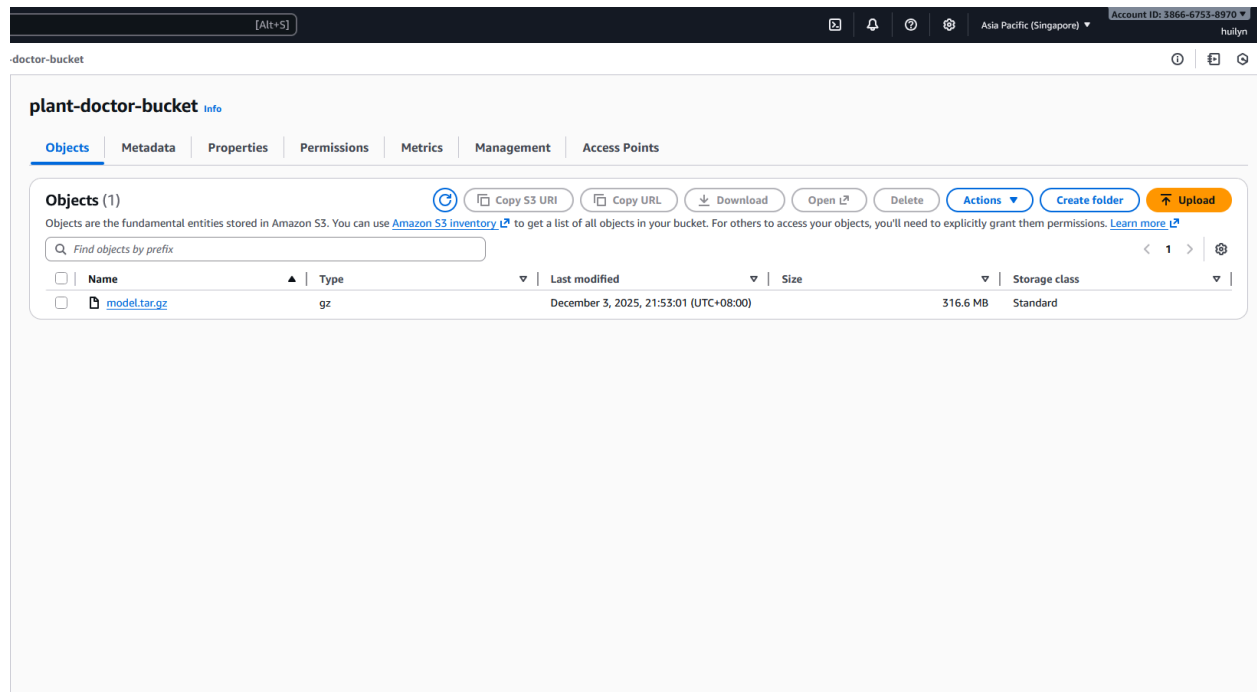 [Alt+S]
Asia Pacific (Singapore) ▼
Account ID: 3866-6753-8970 ▼
huilyn
-doctor-bucket
plant-doctor-bucket Info
Objects Metadata Properties Permissions Metrics Management Access Points
Objects (1) Copy S3 URI Copy URL Download Open Delete Actions ▼ Create folder Upload
Objects are the fundamental entities stored in Amazon S3. You can use Amazon S3 inventory to get a list of all objects in your bucket. For others to access your objects, you'll need to explicitly grant them permissions. Learn more
Find objects by prefix
1
Name Type Last modified Size Storage class
model.tar.gz gz December 3, 2025, 21:53:01 (UTC+08:00) 316.6 MB Standard